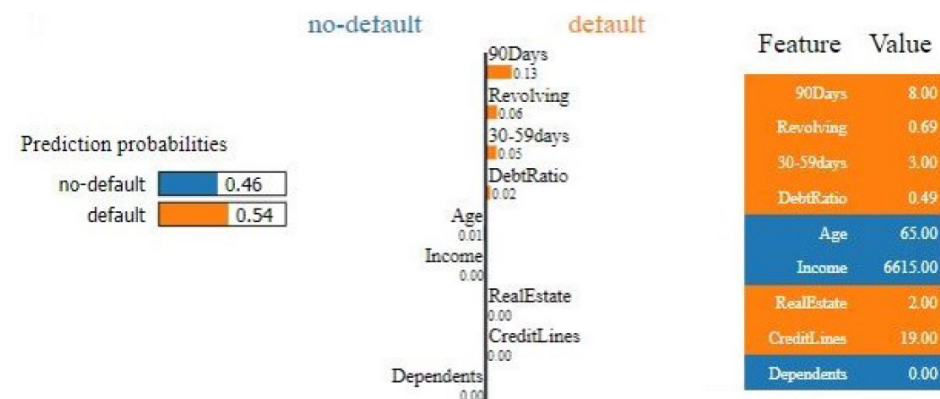 no-default default
Prediction probabilities
no-default 0.46
default 0.54
90Days
0.13
Revolving
0.06
30-59days
0.05
DebtRatio
0.02
Age
0.01
Income
0.00
RealEstate
0.00
CreditLines
0.00
Dependents
0.00
Feature Value
90Days 8.00
Revolving 0.69
30-59days 3.00
DebtRatio 0.49
Age 65.00
Income 6615.00
RealEstate 2.00
CreditLines 19.00
Dependents 0.00